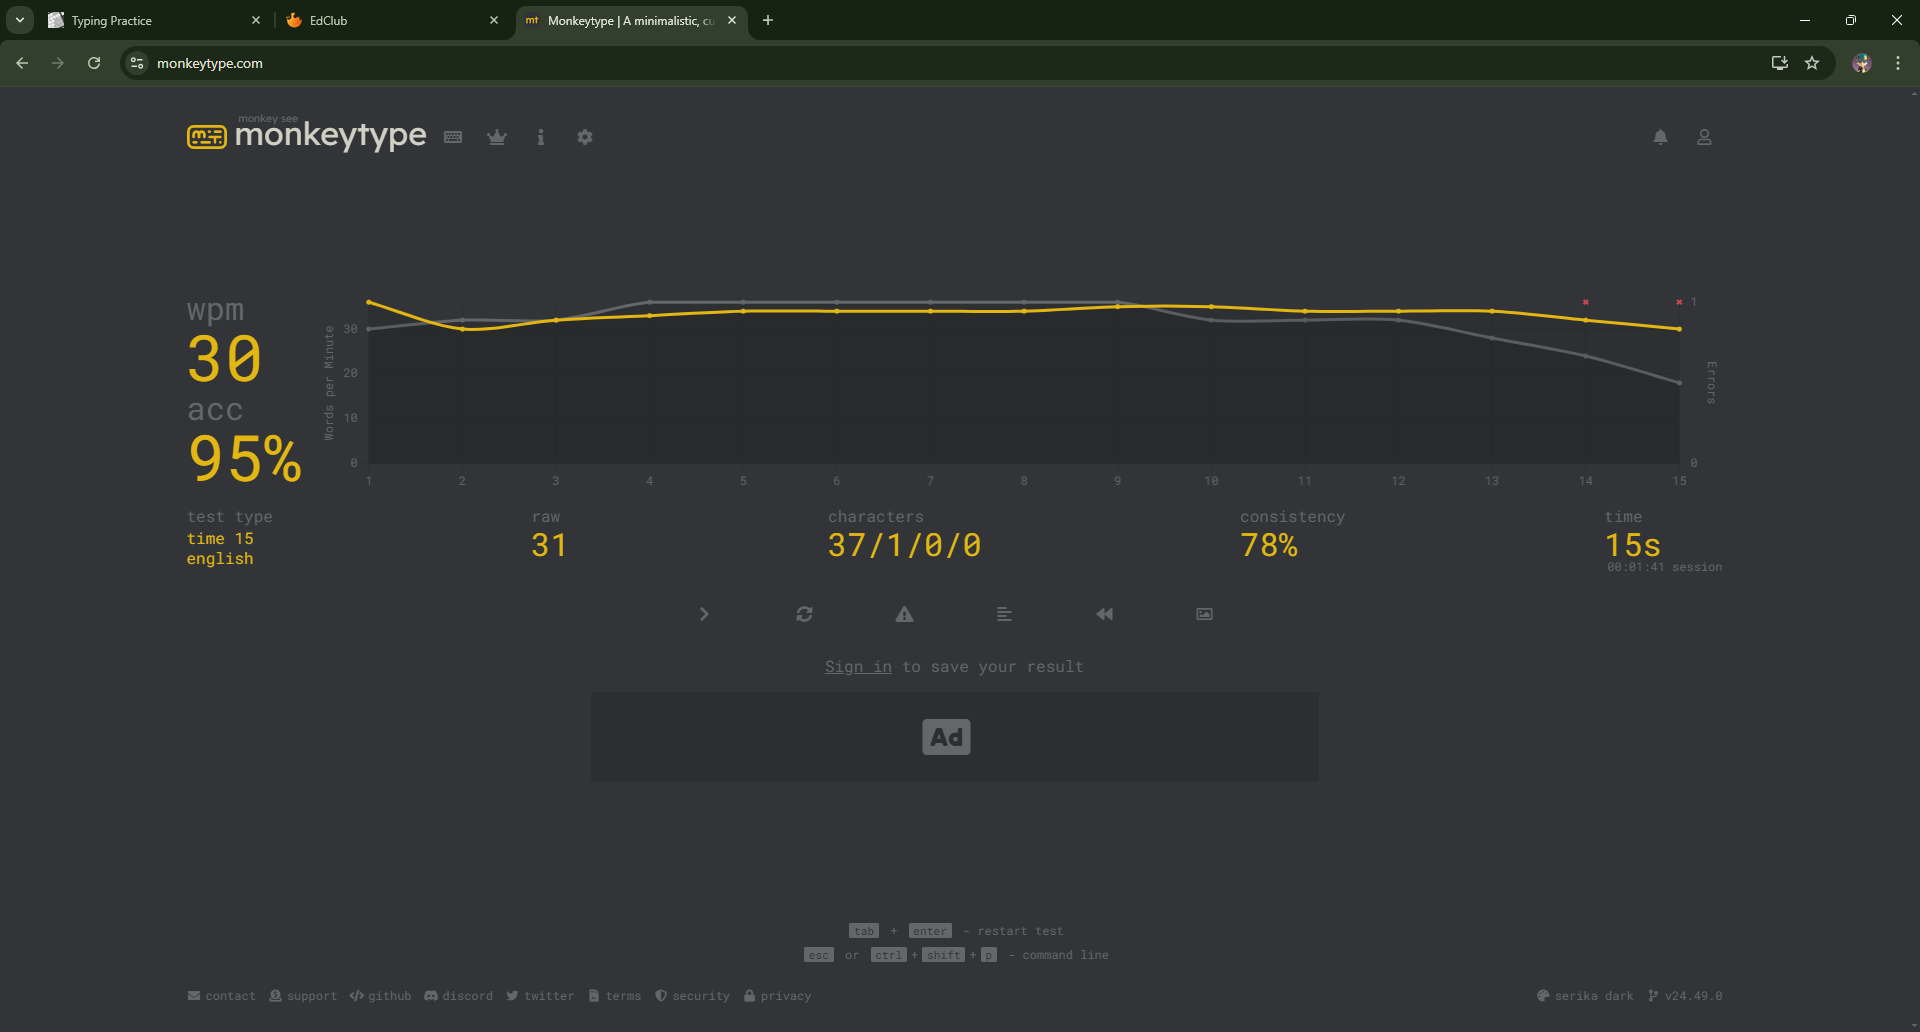 Typing Practice
EdClub
Monkeytype | A minimalistic, cu
monkeytype.com
monkey see
monkeytype
wpm
30
acc
95%
Words per Minute
30
20
10
0
1
0
Errors
1 2 3 4 5 6 7 8 9 10 11 12 13 14 15
test type
time 15
english
raw
31
characters
37/1/0/0
consistency
78%
time
15s
00:01:41 session
Sign in to save your result
Ad
tab + enter - restart test
esc or ctrl + shift + p - command line
contact support github discord twitter terms security privacy
serika dark v24.49.0